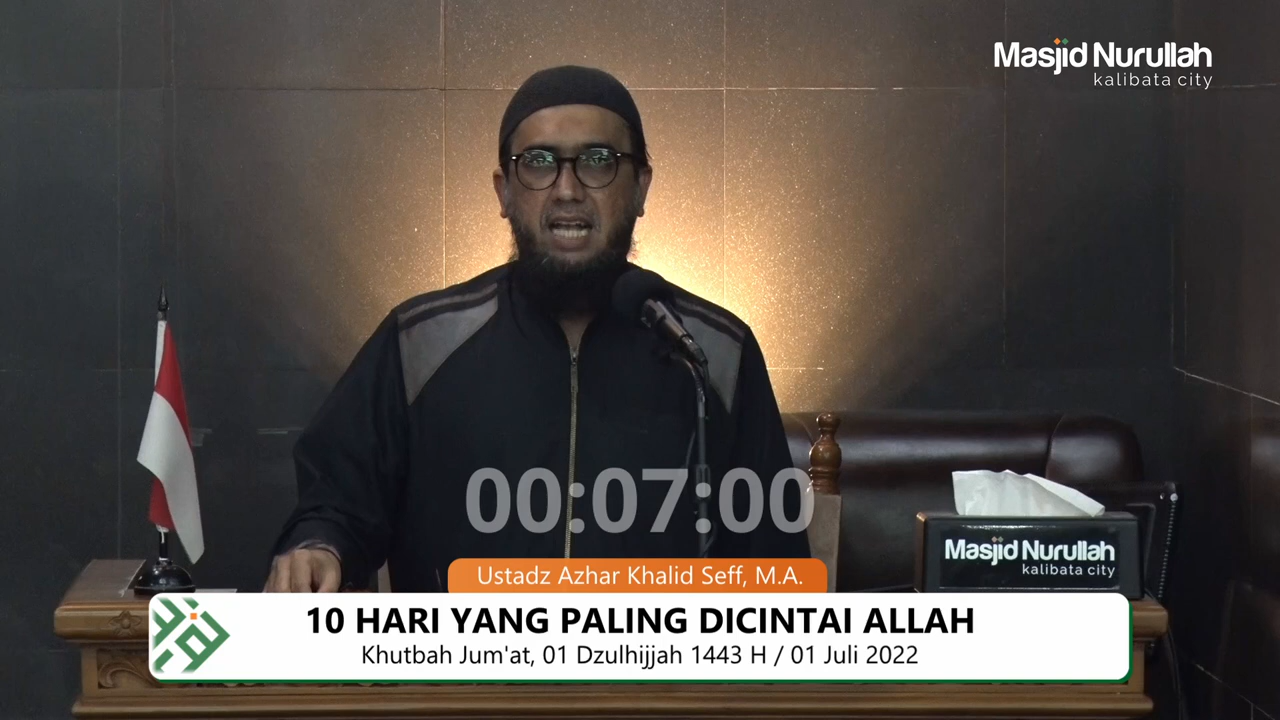 Masjid Nurullah
kalibata city
00:07:00
Masjid Nurullah
kalibata city
Ustadz Azhar Khalid Seff, M.A.
10 HARI YANG PALING DICINTAI ALLAH
Khutbah Jum'at, 01 Dzulhijjah 1443 H / 01 Juli 2022